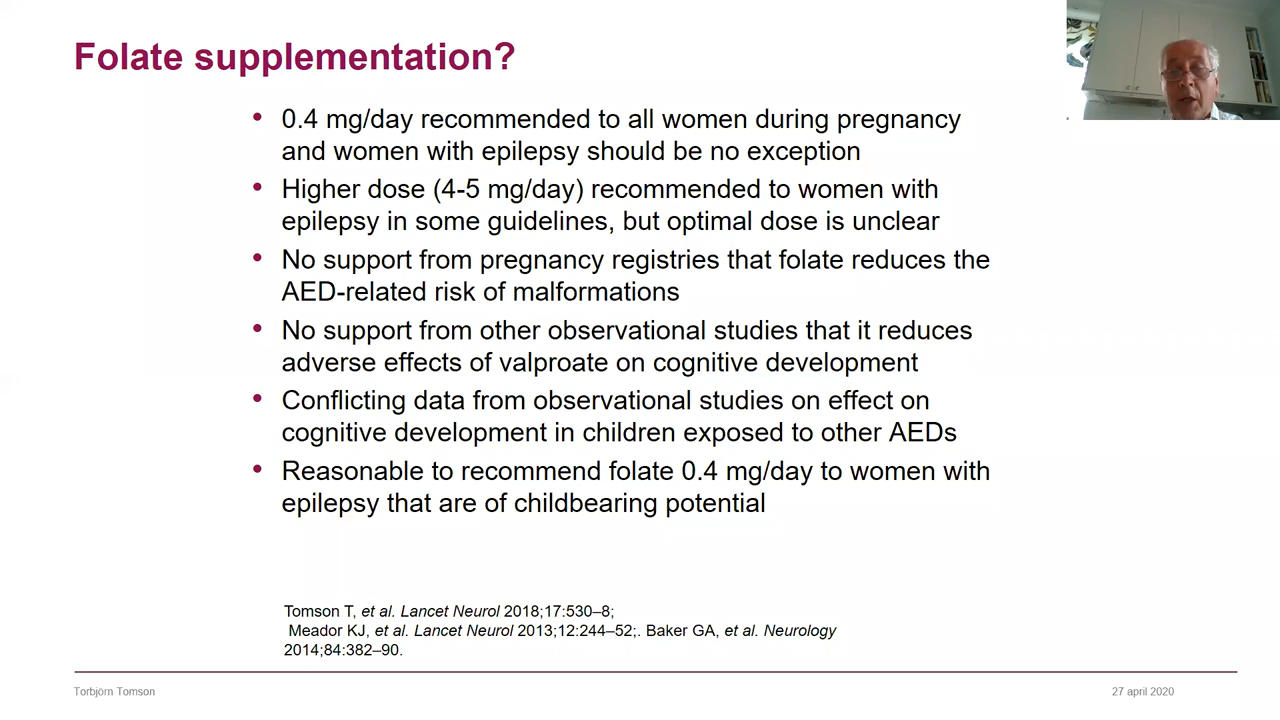 Folate supplementation?
• 0.4 mg/day recommended to all women during pregnancy
and women with epilepsy should be no exception
• Higher dose (4-5 mg/day) recommended to women with
epilepsy in some guidelines, but optimal dose is unclear
• No support from pregnancy registries that folate reduces the
AED-related risk of malformations
• No support from other observational studies that it reduces
adverse effects of valproate on cognitive development
• Conflicting data from observational studies on effect on
cognitive development in children exposed to other AEDs
• Reasonable to recommend folate 0.4 mg/day to women with
epilepsy that are of childbearing potential
Tomson T, et al. Lancet Neurol 2018;17:530–8;
Meador KJ, et al. Lancet Neurol 2013;12:244–52;. Baker GA, et al. Neurology
2014;84:382–90.
Torbjörn Tomson
27 april 2020